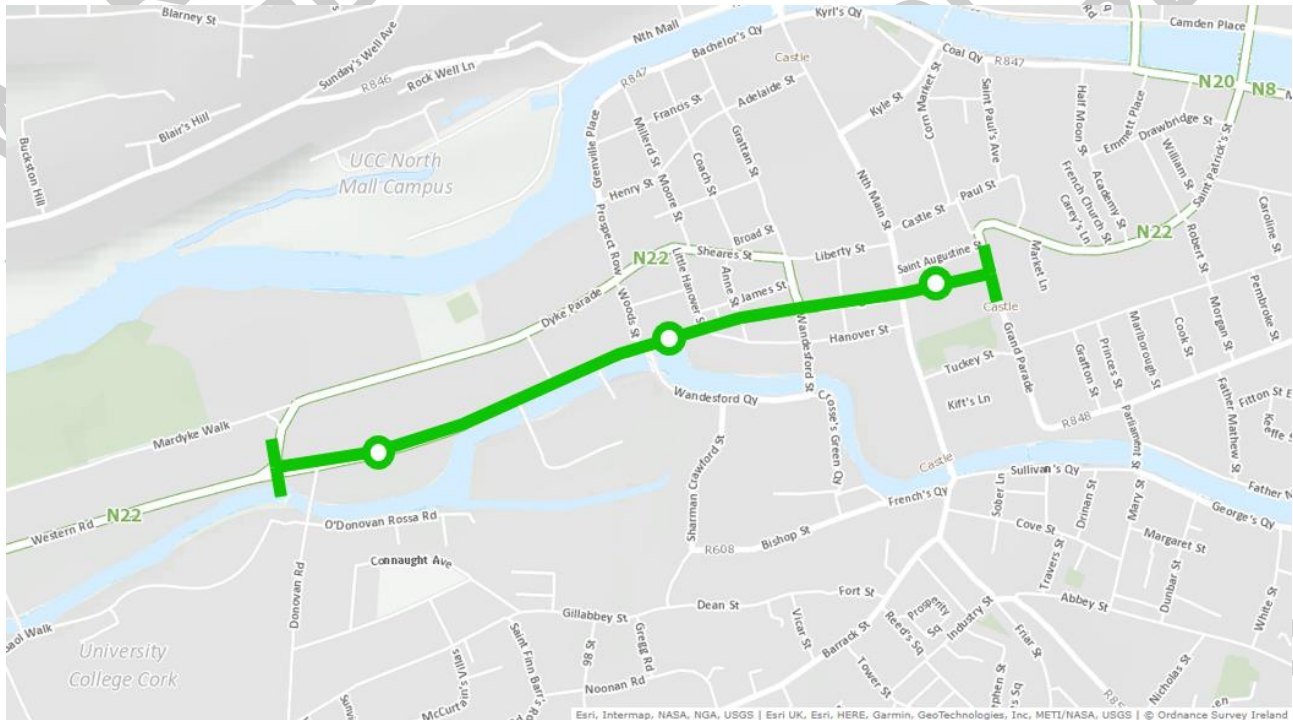 Blarney St
Sunday's Well Ave
Nth Mall
Kyrl's Qy
Rd
Sq
Camden Place
Bachelor's Qy
Rock Well Ln
R846
R847
Castle
Coal Qy
R847
N20
N8
Blair's Hill
Buckston Hill
UCC North
Mall Campus
Grenville Place
Francis St
Adelaide St
Kyle St
Corn Market St
Saint Paul's Ave
Half Moon St
Emmett Place
Drawbridge St
William St
Saint Patrick's St
Millerd St
Coach St
Grattan St
Henry St
Moore St
Nth Main St
Castle St
Paul St
French Church St
Carey's Ln
Academy St
Caroline St
Prospect Row
Broad St
Sheares St
N22
Liberty St
Saint Augustine St
Market Ln
N22
Robert St
Pembroke St
Little Hanover St
Anne St
James St
Dyke Parade
Woods St
Wandesford St
Hanover St
Castle
Grand Parade
Tuckey St
Grafton St
Princes St
Marlborough St
Cook St
Morgan St
Kift's Ln
R848
Father Mathew St
Fitton St E
Keeffe S
Wandesford Qy
Crosse's Green Qy
Mardyke Walk
Parliament St
Castle
Sullivan's Qy
Father N
Western Rd
N22
O'Donovan Rossa Rd
Sharman Crawford St
French's Qy
Sober Ln
Cove St
Drinan St
Mary St
George's Qy
Donovan Rd
Connaught Ave
R608
Bishop St
Travers St
Margaret St
Dunbar St
Gillabbey St
Dean St
Fort St
Abbey St
White St
aol Walk
University
College Cork
Saint Finn Barr's
98 St
Gregg Rd
Vicar St
Barrack St
Prosperity
Sq
Reed's Sq
Industry St
Friar St
McCurtain's Villas
Noonan Rd
Tower St
phen St
Sq
Nicholas St
Esri, Intermap, NASA, NGA, USGS | Esri UK, Esri, HERE, Garmin, GeoTechnologies, Inc, METI/NASA, USGS | © Ordnance Survey Ireland